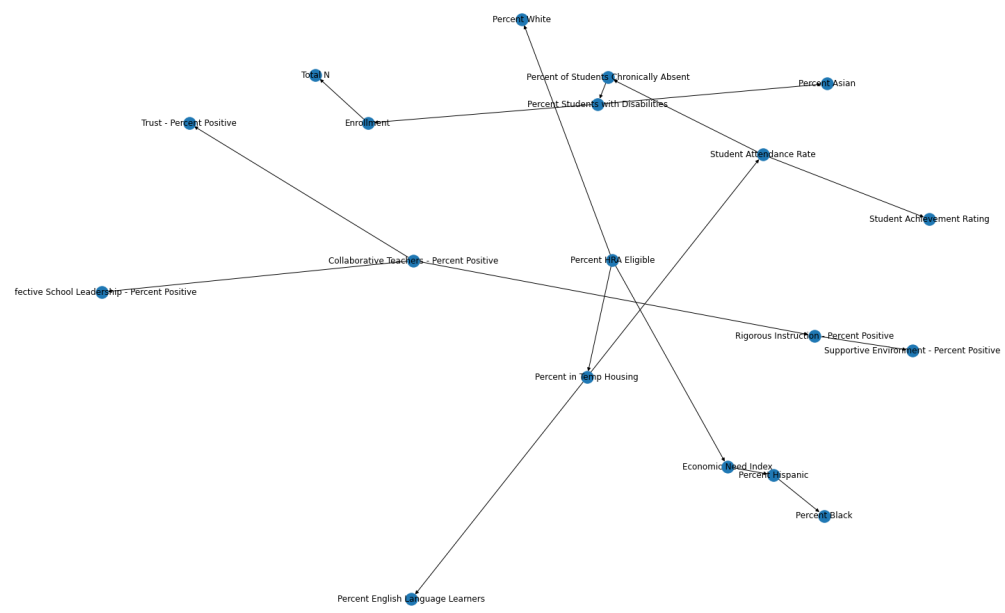 Percent White
Total N
Percent of Students Chronically Absent
Percent Asian
Percent Students with Disabilities
Trust - Percent Positive
Enrollment
Student Attendance Rate
Student Achievement Rating
Collaborative Teachers - Percent Positive
Percent HRA Eligible
fective School Leadership - Percent Positive
Rigorous Instruction - Percent Positive
Supportive Environment - Percent Positive
Percent in Temp Housing
Economic Need Index
Percent Hispanic
Percent Black
Percent English Language Learners